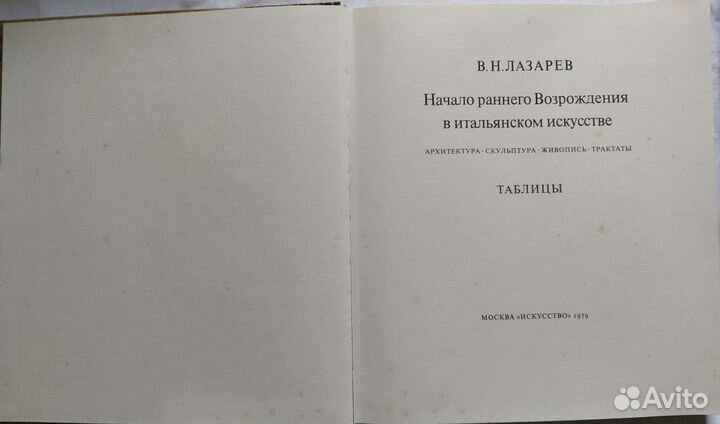 В.Н.ЛАЗАРЕВ
Начало раннего Возрождения
в итальянском искусстве
АРХИТЕКТУРА · СКУЛЬПТУРА · ЖИВОПИСЬ · ТРАКТАТЫ
ТАБЛИЦЫ
МОСКВА «ИСКУССТВО» 1979
Avito